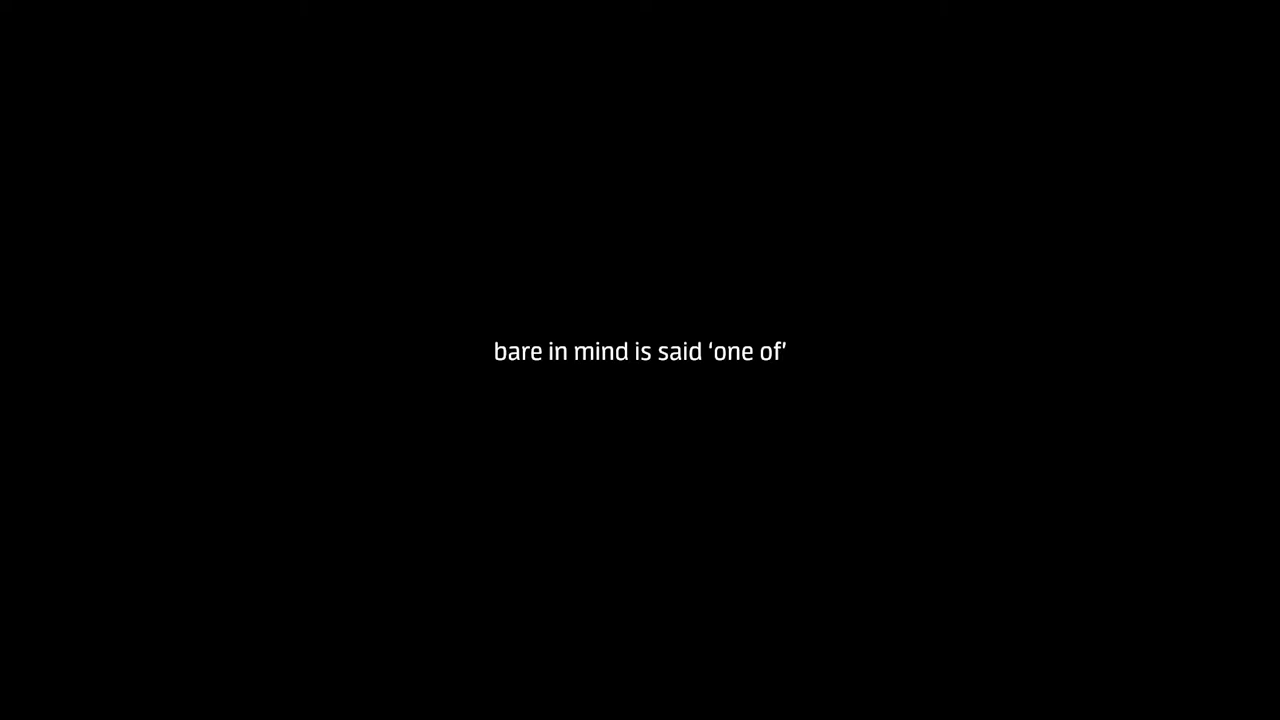 bare in mind is said ‘one of’